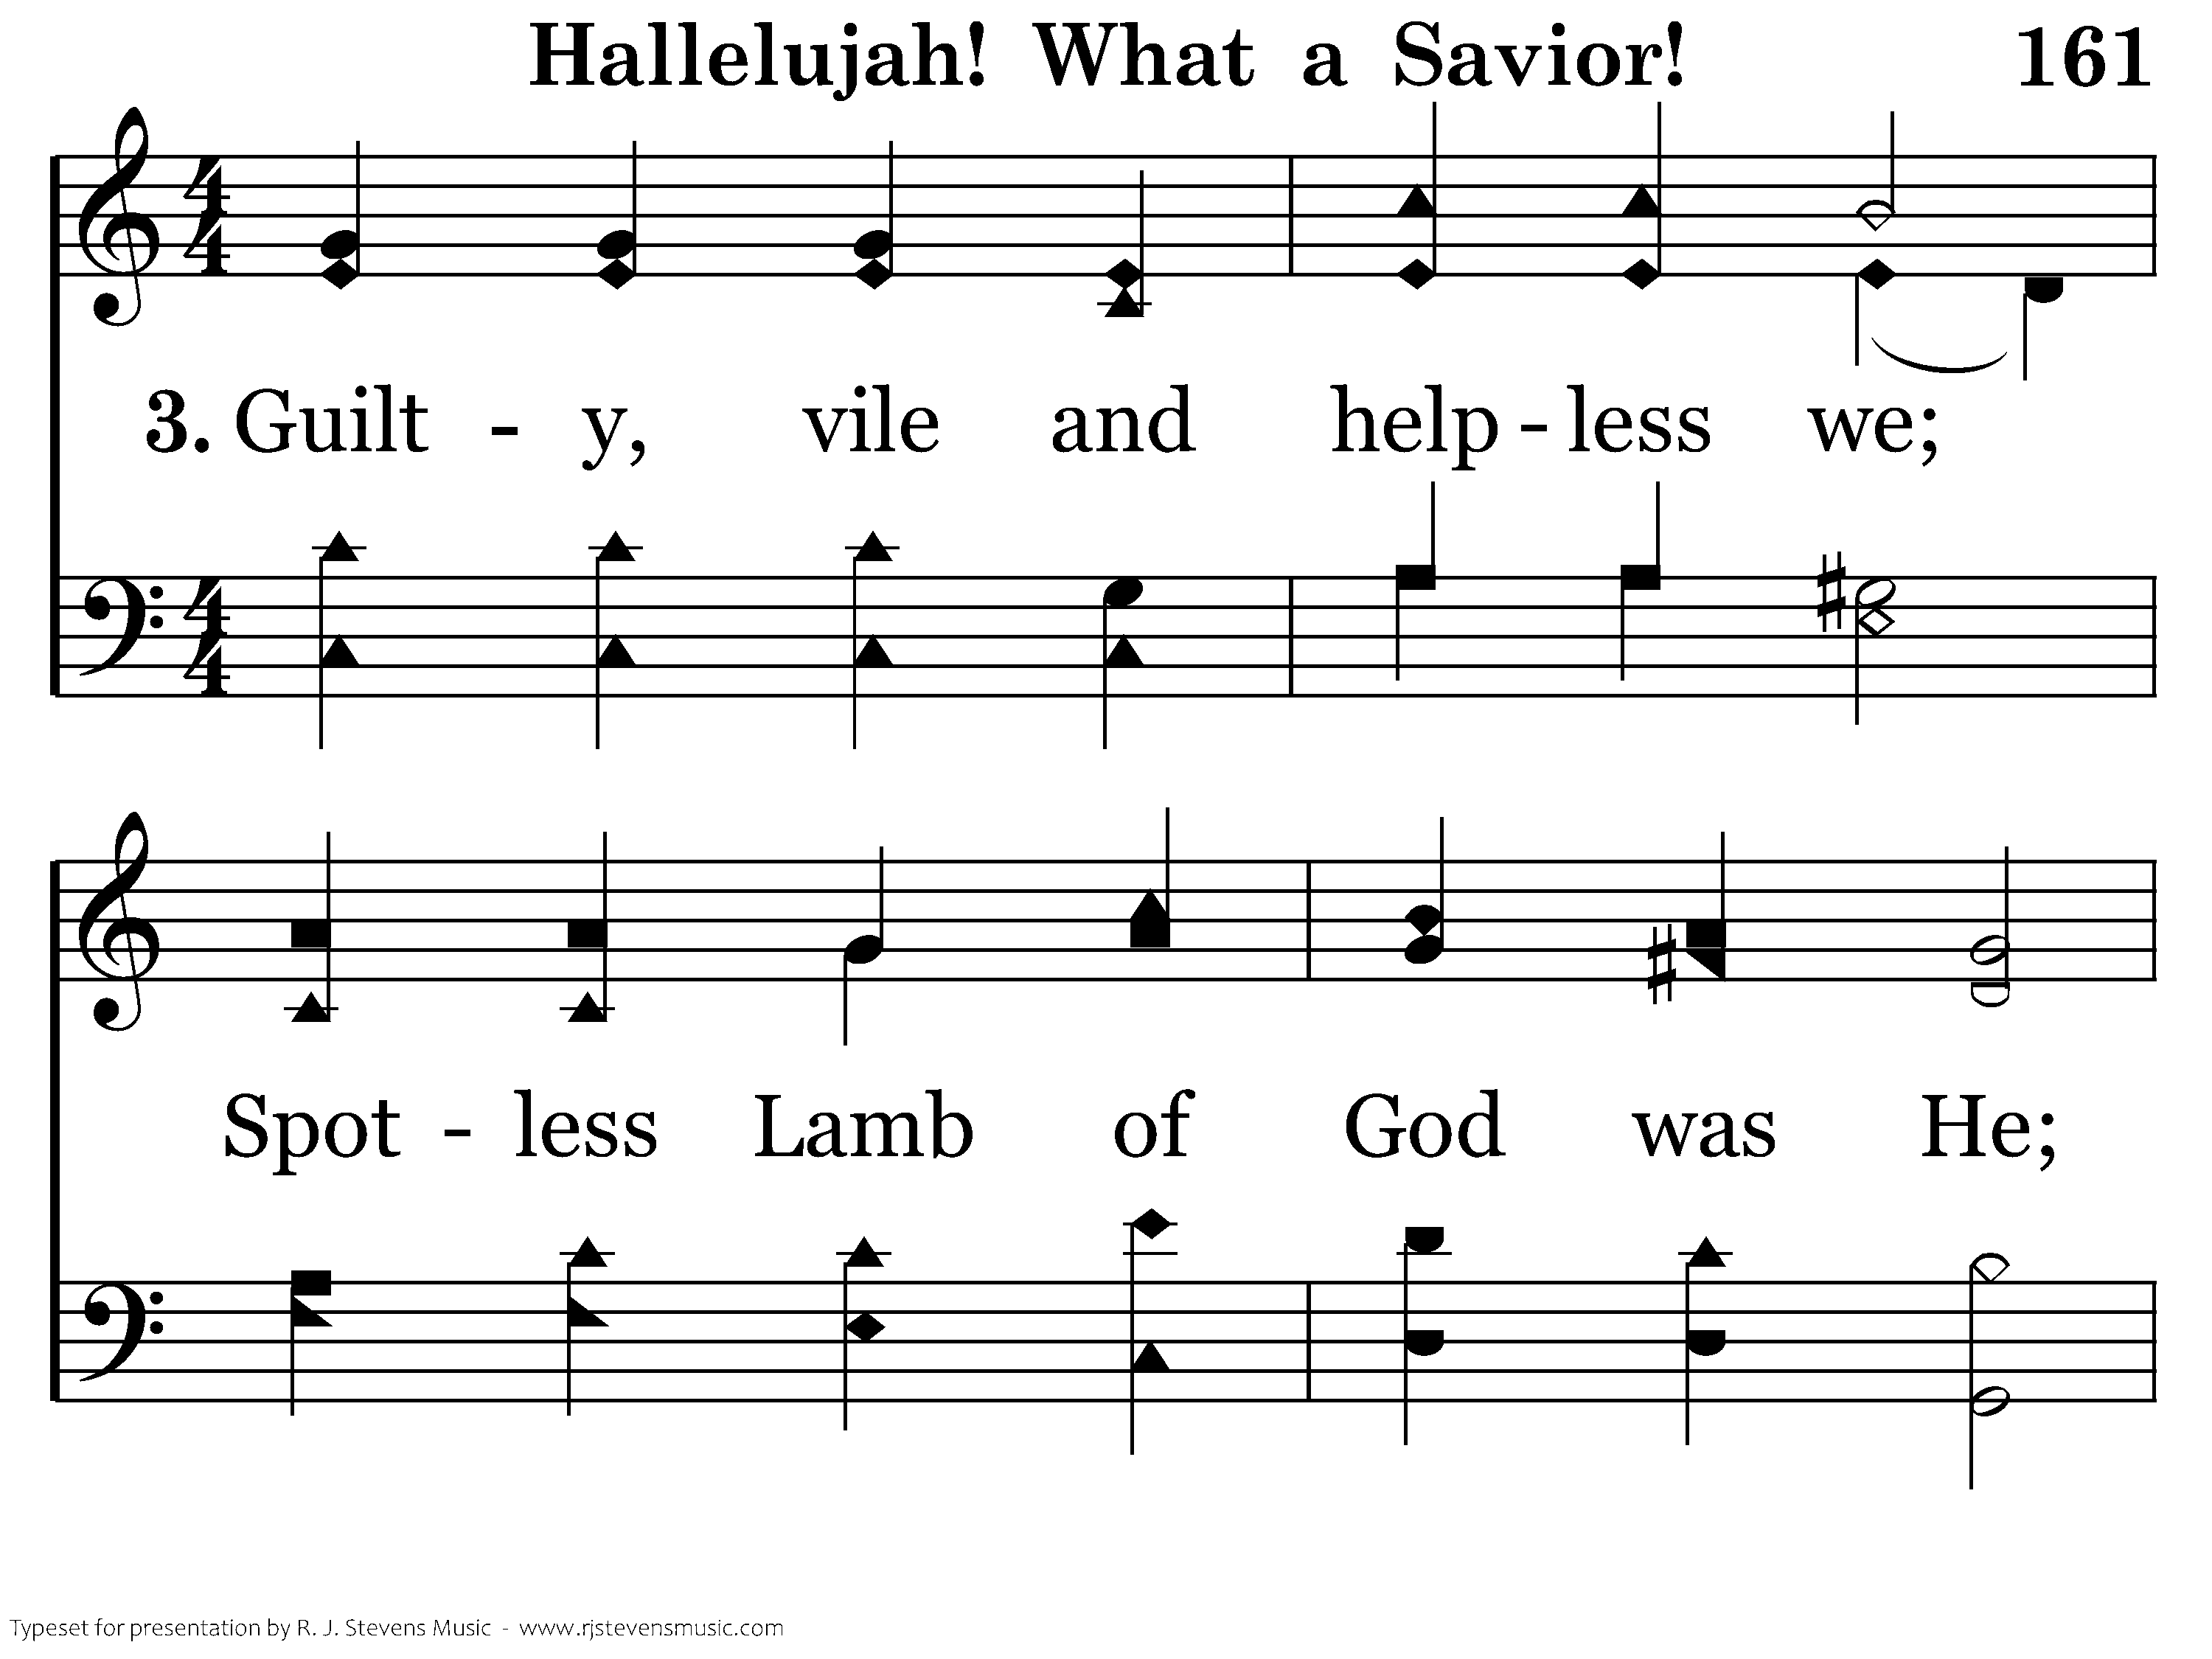 Hallelujah! What a Savior! 161
3. Guilt - y, vile and help - less we;
Spot - less Lamb of God was He;
Typeset for presentation by R. J. Stevens Music - www.rjstevensmusic.com